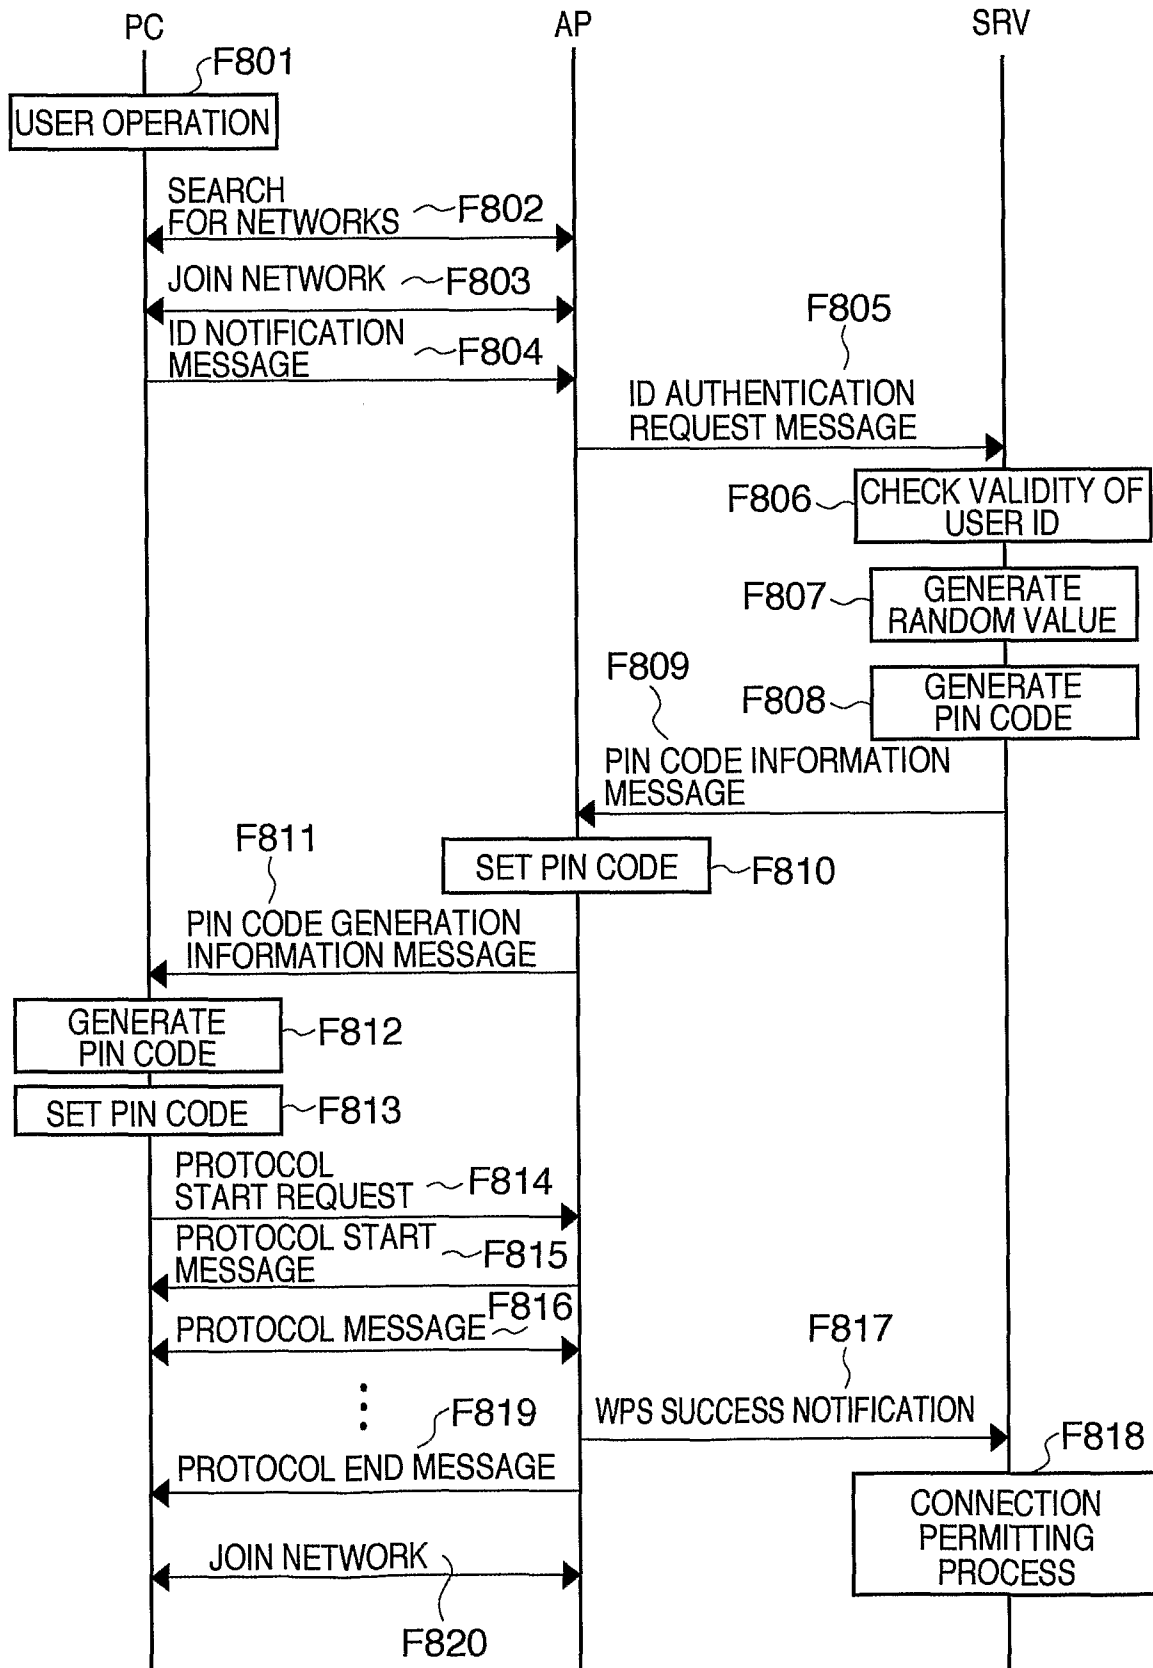 PC
AP
SRV
F801
USER OPERATION
SEARCH
FOR NETWORKS
F802
JOIN NETWORK
F803
ID NOTIFICATION
MESSAGE
F804
F805
ID AUTHENTICATION
REQUEST MESSAGE
F806
CHECK VALIDITY OF
USER ID
F807
GENERATE
RANDOM VALUE
F808
GENERATE
PIN CODE
F809
PIN CODE INFORMATION
MESSAGE
SET PIN CODE
F810
F811
PIN CODE GENERATION
INFORMATION MESSAGE
GENERATE
PIN CODE
F812
SET PIN CODE
F813
PROTOCOL
START REQUEST
F814
PROTOCOL START
MESSAGE
F815
PROTOCOL MESSAGE
F816
F817
WPS SUCCESS NOTIFICATION
F818
CONNECTION
PERMITTING
PROCESS
F819
PROTOCOL END MESSAGE
JOIN NETWORK
F820